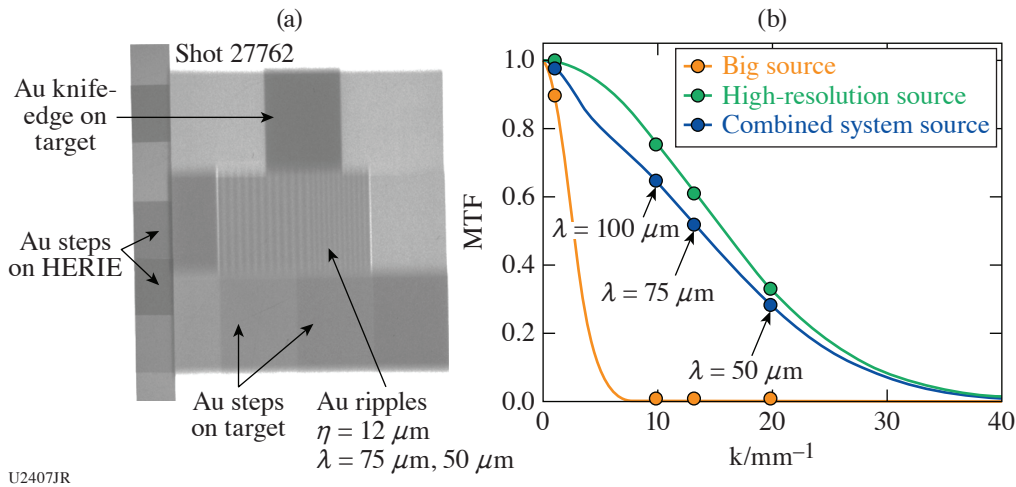 (a)
Shot 27762
Au knife-
edge on
target
Au steps
on HERIE
Au steps
on target
Au ripples
η = 12 μm
λ = 75 μm, 50 μm
U2407JR
(b)
Big source
High-resolution source
Combined system source
MTF
1.0
0.8
0.6
0.4
0.2
0.0
λ = 100 μm
λ = 75 μm
λ = 50 μm
0
10
20
30
40
k/mm⁻¹